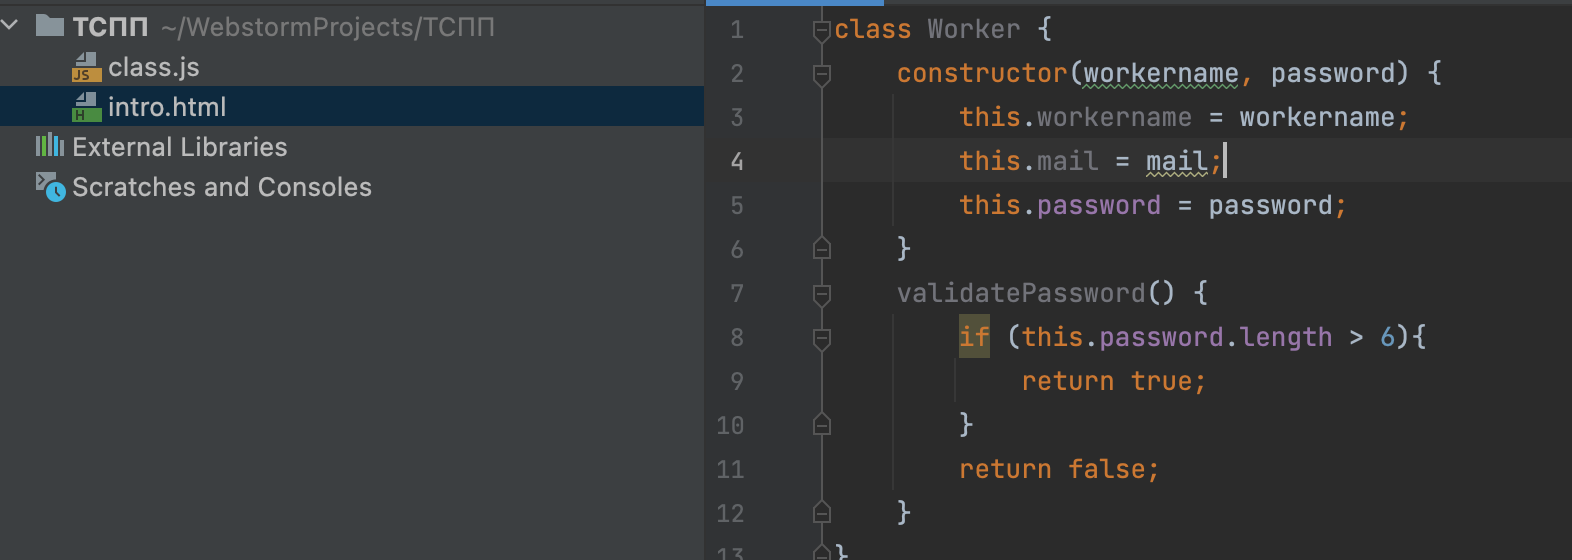 ТСПП ~/WebstormProjects/ТСПП
class.js
intro.html
External Libraries
Scratches and Consoles
1 class Worker {
2 constructor(workername, password) {
3 this.workername = workername;
4 this.mail = mail;
5 this.password = password;
6 }
7 validatePassword() {
8 if (this.password.length > 6){
9 return true;
10 }
11 return false;
12 }
13 }